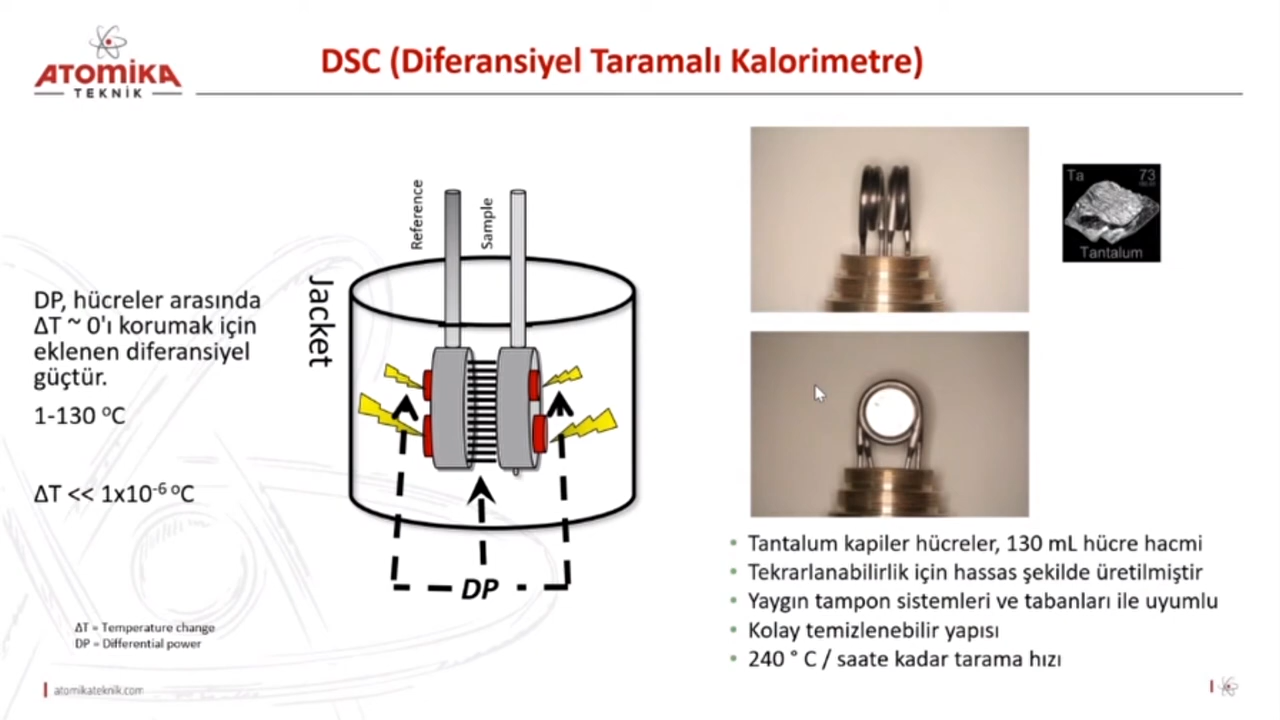 ATOMİKA
TEKNİK
DSC (Diferansiyel Taramalı Kalorimetre)
DP, hücreler arasında
ΔT ~ 0'ı korumak için
eklenen diferansiyel
güçtür.
1-130 ⁰C
ΔT << 1x10⁻⁶ ⁰C
Jacket
Reference
Sample
DP
ΔT = Temperature change
DP = Differential power
Ta 73
Tantalum
• Tantalum kapiler hücreler, 130 mL hücre hacmi
• Tekrarlanabilirlik için hassas şekilde üretilmiştir
• Yaygın tampon sistemleri ve tabanları ile uyumlu
• Kolay temizlenebilir yapısı
• 240 ° C / saate kadar tarama hızı
atomikateknik.com